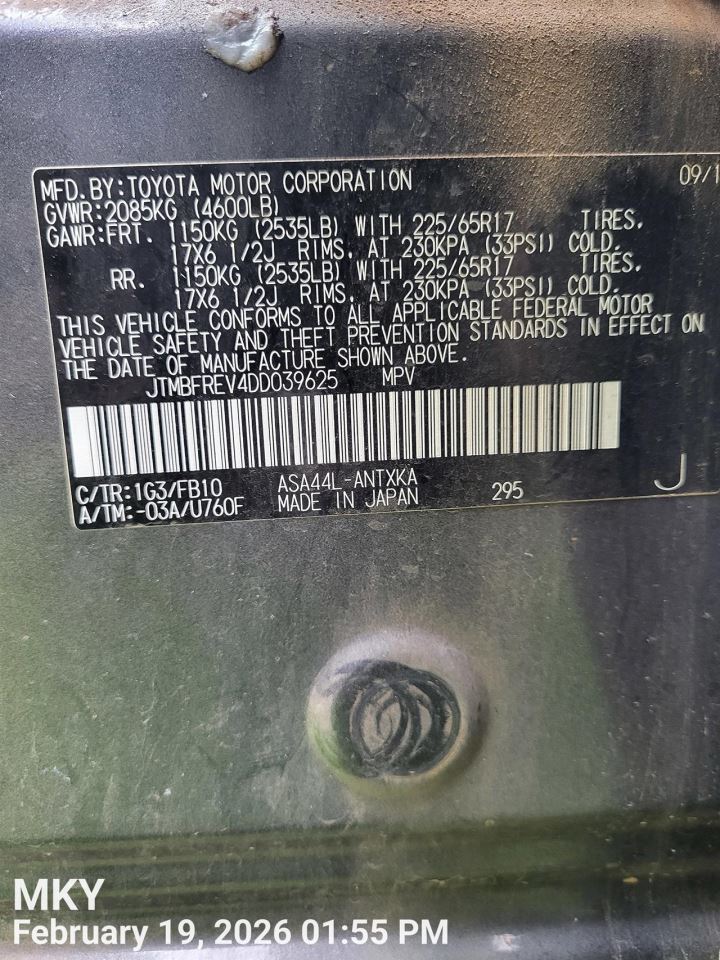 MFD.BY:TOYOTA MOTOR CORPORATION 09/1
GVWR:2085KG (4600LB)
GAWR:FRT. 1150KG (2535LB) WITH 225/65R17 TIRES,
17X6 1/2J RIMS, AT 230KPA (33PSI) COLD.
RR. 1150KG (2535LB) WITH 225/65R17 TIRES,
17X6 1/2J RIMS, AT 230KPA (33PSI) COLD.
THIS VEHICLE CONFORMS TO ALL APPLICABLE FEDERAL MOTOR
VEHICLE SAFETY AND THEFT PREVENTION STANDARDS IN EFFECT ON
THE DATE OF MANUFACTURE SHOWN ABOVE.
JTMBFREV4DD039625 MPV
C/TR:1G3/FB10 ASA44L-ANTXKA
A/TM:-03A/U760F MADE IN JAPAN 295 J
MKY
February 19, 2026 01:55 PM